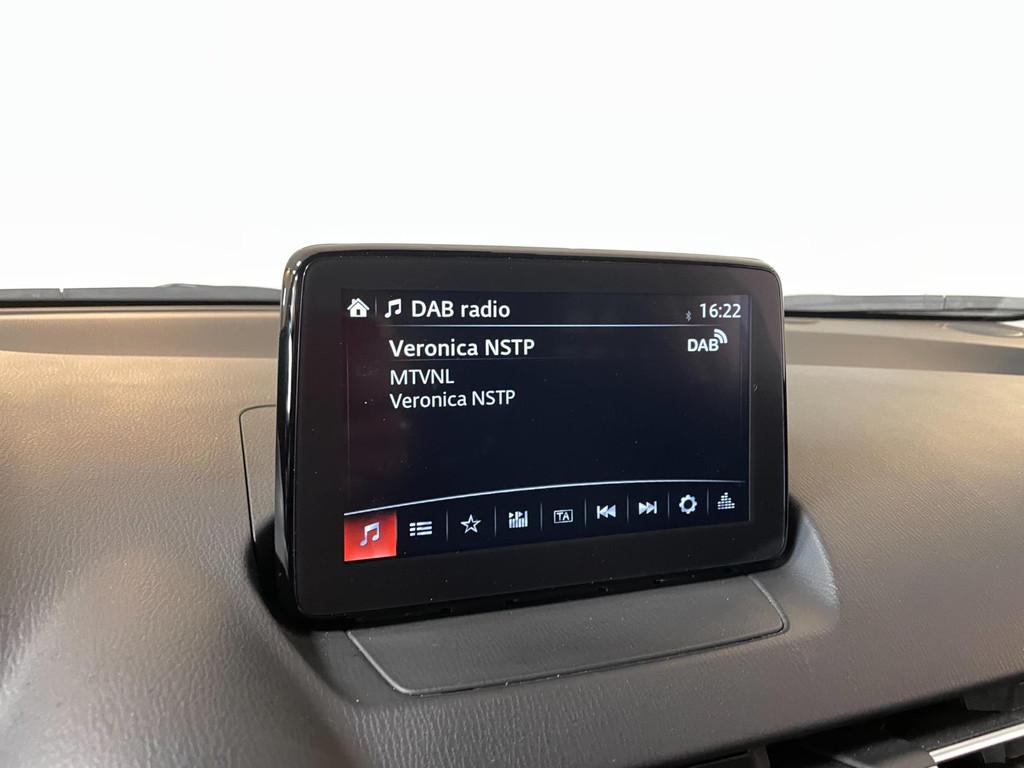 DAB radio
16:22
Veronica NSTP
DAB
MTVNL
Veronica NSTP
TA